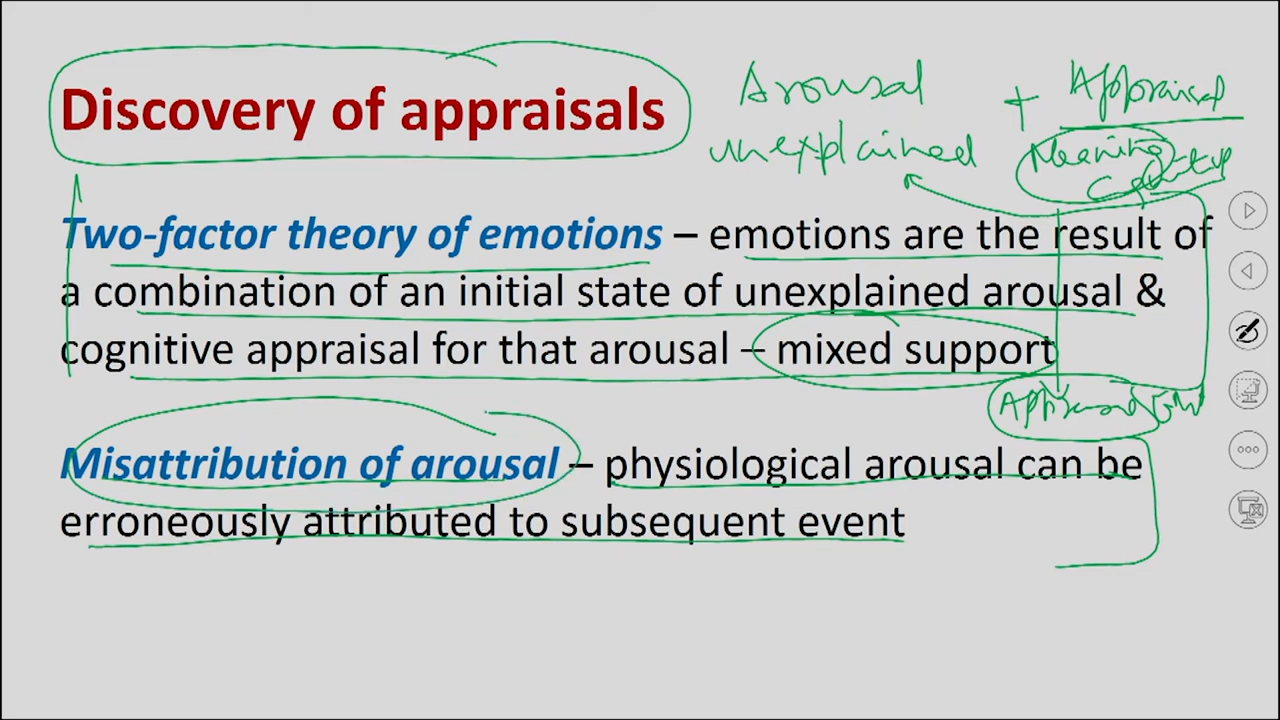 Discovery of appraisals
Arousal + Appraisal
unexplained Meaning
Two-factor theory of emotions – emotions are the result of
a combination of an initial state of unexplained arousal &
cognitive appraisal for that arousal – mixed support
Misattribution of arousal – physiological arousal can be
erroneously attributed to subsequent event